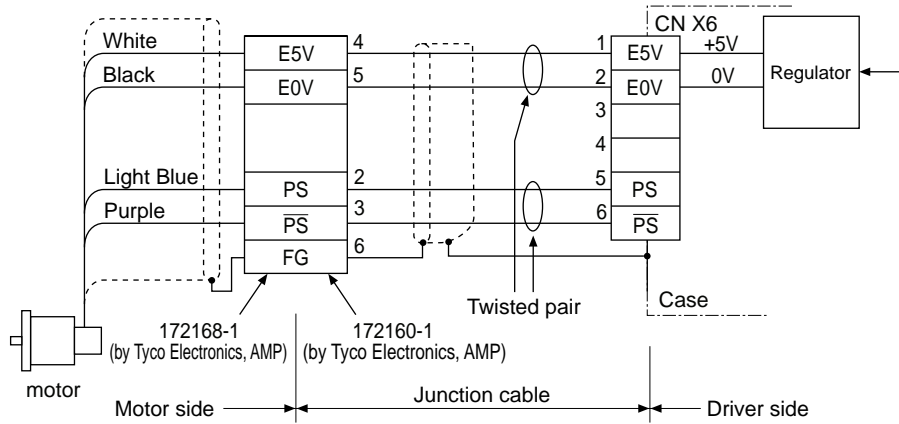 CN X6
White 4 1 +5V
E5V E5V
Black 5 2 0V Regulator
E0V E0V
3
4
Light Blue 2 5
PS PS
Purple 3 6
P̅S̅ P̅S̅
6
FG
172168-1 172160-1 Twisted pair Case
(by Tyco Electronics, AMP) (by Tyco Electronics, AMP)
motor
Motor side Junction cable Driver side